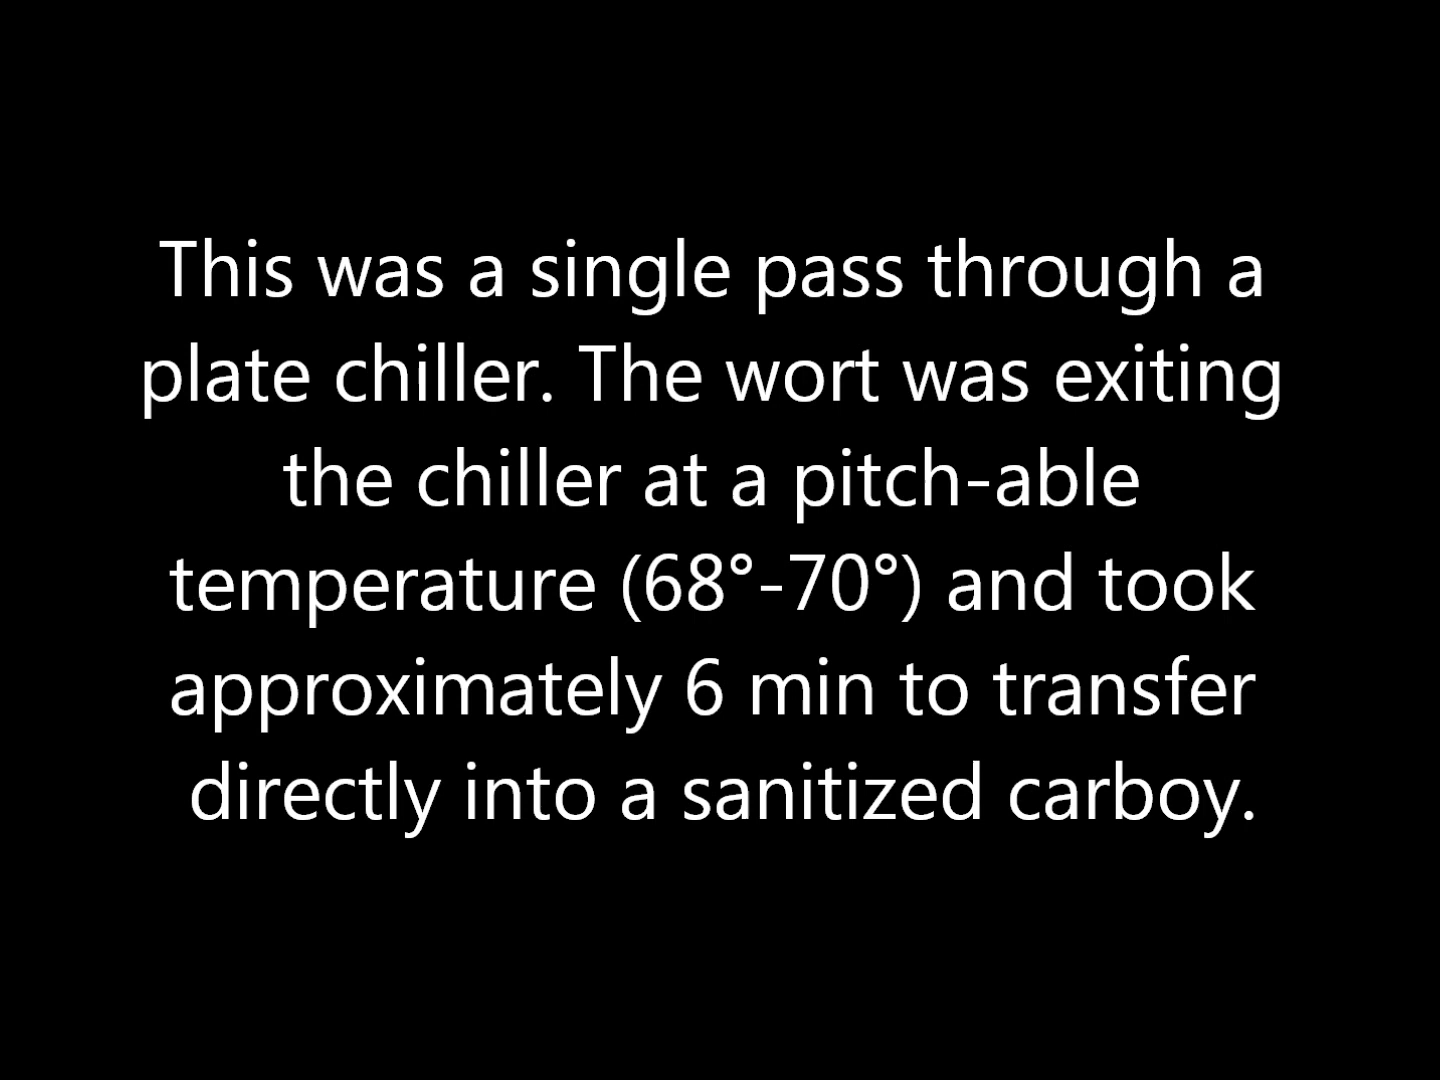 This was a single pass through a
plate chiller. The wort was exiting
the chiller at a pitch-able
temperature (68°-70°) and took
approximately 6 min to transfer
directly into a sanitized carboy.